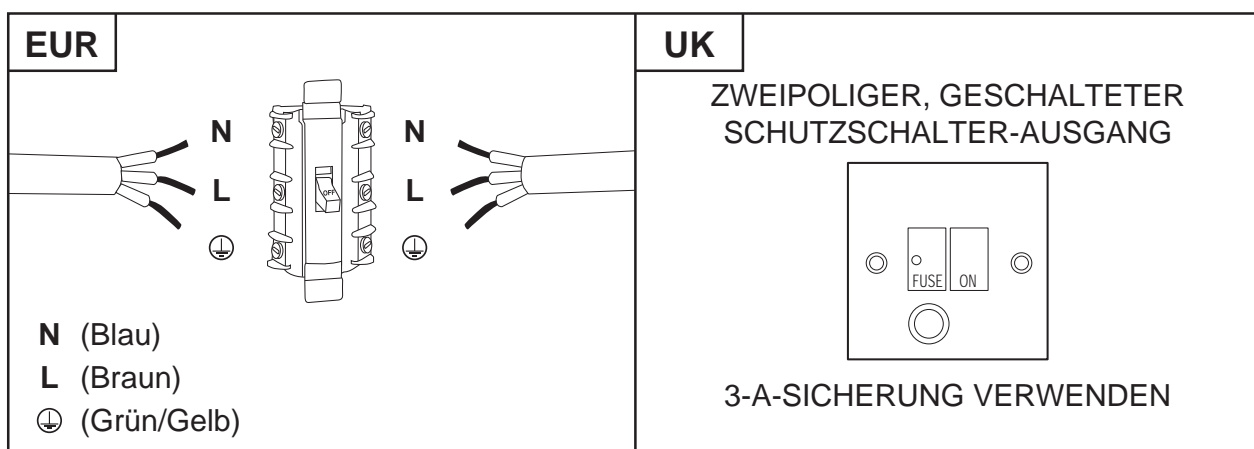 EUR
N
N
L
L
OFF
N (Blau)
L (Braun)
(Grün/Gelb)
UK
ZWEIPOLIGER, GESCHALTETER
SCHUTZSCHALTER-AUSGANG
FUSE ON
3-A-SICHERUNG VERWENDEN